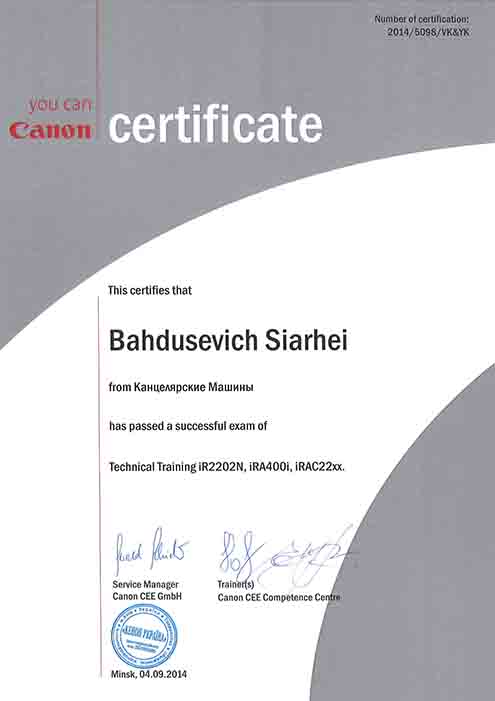 Number of certification:
2014/5098/VK&YK
you can
Canon
certificate
This certifies that
Bahdusevich Siarhei
from Канцелярские Машины
has passed a successful exam of
Technical Training iR2202N, iRA400i, iRAC22xx.
Service Manager
Canon CEE GmbH
Trainer(s)
Canon CEE Competence Centre
«КЕНОН УКРАЇНА»
Minsk, 04.09.2014